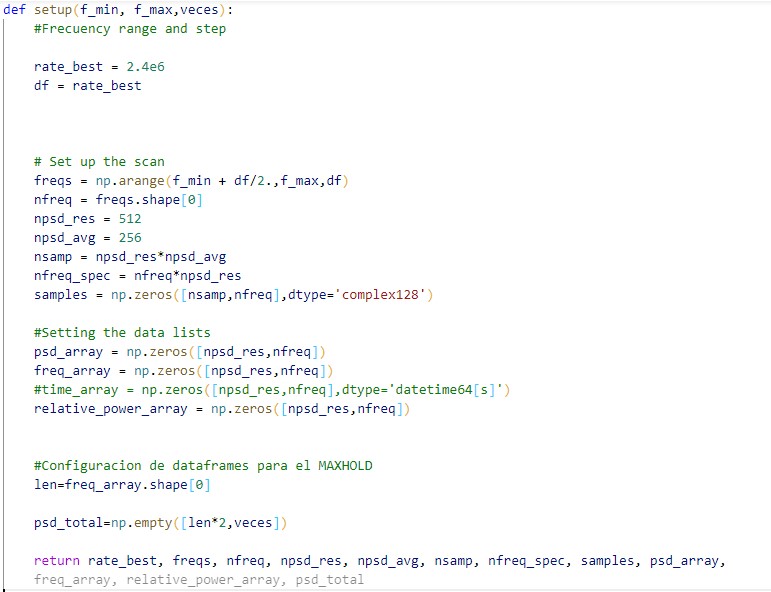 def setup(f_min, f_max,veces):
#Frecuency range and step
rate_best = 2.4e6
df = rate_best
# Set up the scan
freqs = np.arange(f_min + df/2.,f_max,df)
nfreq = freqs.shape[0]
npsd_res = 512
npsd_avg = 256
nsamp = npsd_res*npsd_avg
nfreq_spec = nfreq*npsd_res
samples = np.zeros([nsamp,nfreq],dtype='complex128')
#Setting the data lists
psd_array = np.zeros([npsd_res,nfreq])
freq_array = np.zeros([npsd_res,nfreq])
#time_array = np.zeros([npsd_res,nfreq],dtype='datetime64[s]')
relative_power_array = np.zeros([npsd_res,nfreq])
#Configuracion de dataframes para el MAXHOLD
len=freq_array.shape[0]
psd_total=np.empty([len*2,veces])
return rate_best, freqs, nfreq, npsd_res, npsd_avg, nsamp, nfreq_spec, samples, psd_array,
freq_array, relative_power_array, psd_total